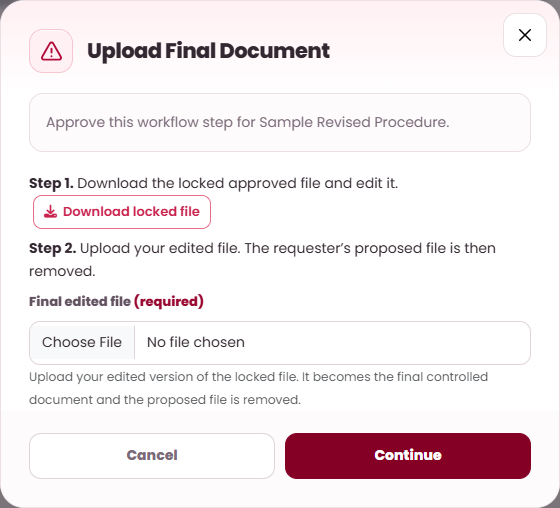 Upload Final Document
Approve this workflow step for Sample Revised Procedure.
Step 1. Download the locked approved file and edit it.
Download locked file
Step 2. Upload your edited file. The requester’s proposed file is then
removed.
Final edited file (required)
Choose File No file chosen
Upload your edited version of the locked file. It becomes the final controlled
document and the proposed file is removed.
Cancel Continue